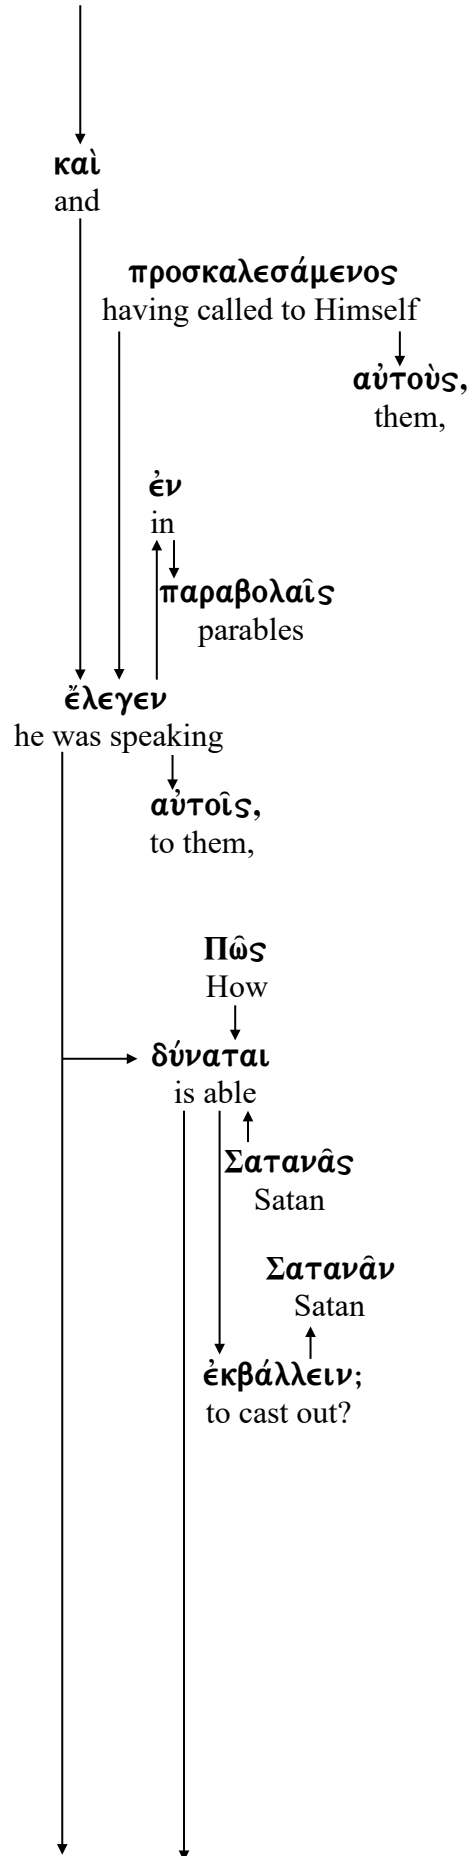 καὶ
and
προσκαλεσάμενος
having called to Himself
αὐτοὺς,
them,
ἐν
in
παραβολαῖς
parables
ἔλεγεν
he was speaking
αὐτοῖς,
to them,
Πῶς
How
δύναται
is able
Σατανᾶς
Satan
Σατανᾶν
Satan
ἐκβάλλειν;
to cast out?